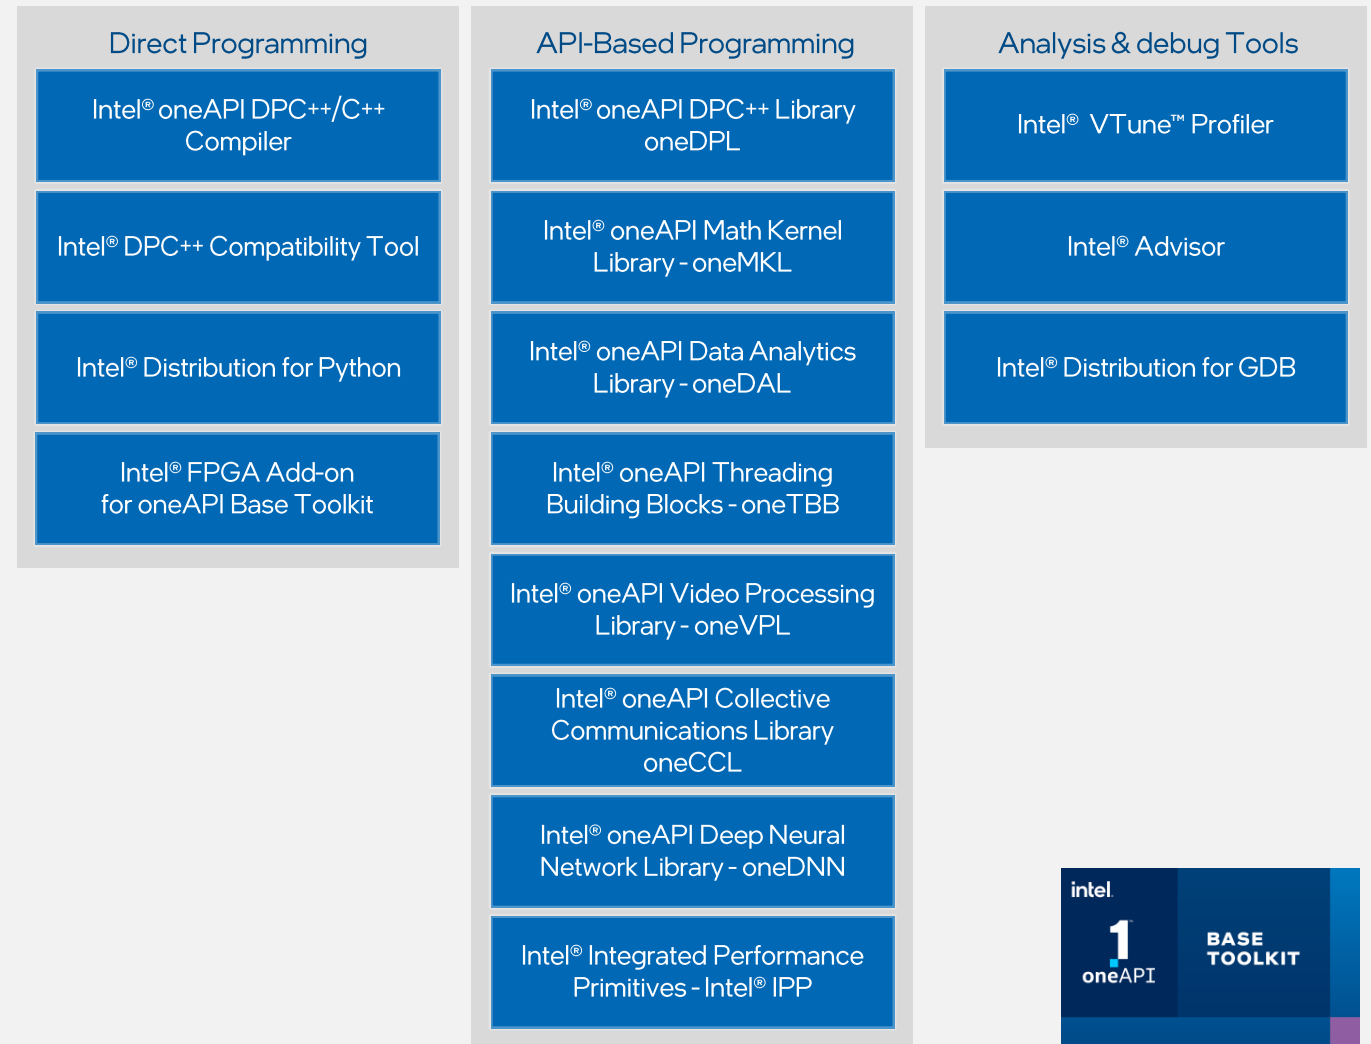 Direct Programming
Intel® oneAPI DPC++/C++
Compiler
Intel® DPC++ Compatibility Tool
Intel® Distribution for Python
Intel® FPGA Add-on
for oneAPI Base Toolkit
API-Based Programming
Intel® oneAPI DPC++ Library
oneDPL
Intel® oneAPI Math Kernel
Library - oneMKL
Intel® oneAPI Data Analytics
Library - oneDAL
Intel® oneAPI Threading
Building Blocks - oneTBB
Intel® oneAPI Video Processing
Library - oneVPL
Intel® oneAPI Collective
Communications Library
oneCCL
Intel® oneAPI Deep Neural
Network Library - oneDNN
Intel® Integrated Performance
Primitives - Intel® IPP
Analysis & debug Tools
Intel® VTune™ Profiler
Intel® Advisor
Intel® Distribution for GDB
intel.
1
oneAPI
BASE
TOOLKIT